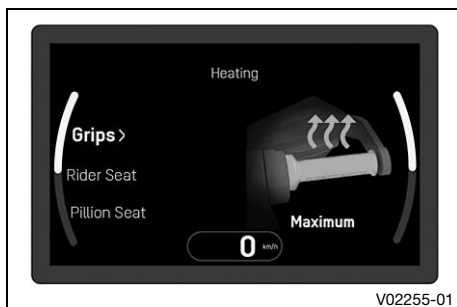 Heating
Grips >
Rider Seat
Pillion Seat
Maximum
0 km/h
V02255-01